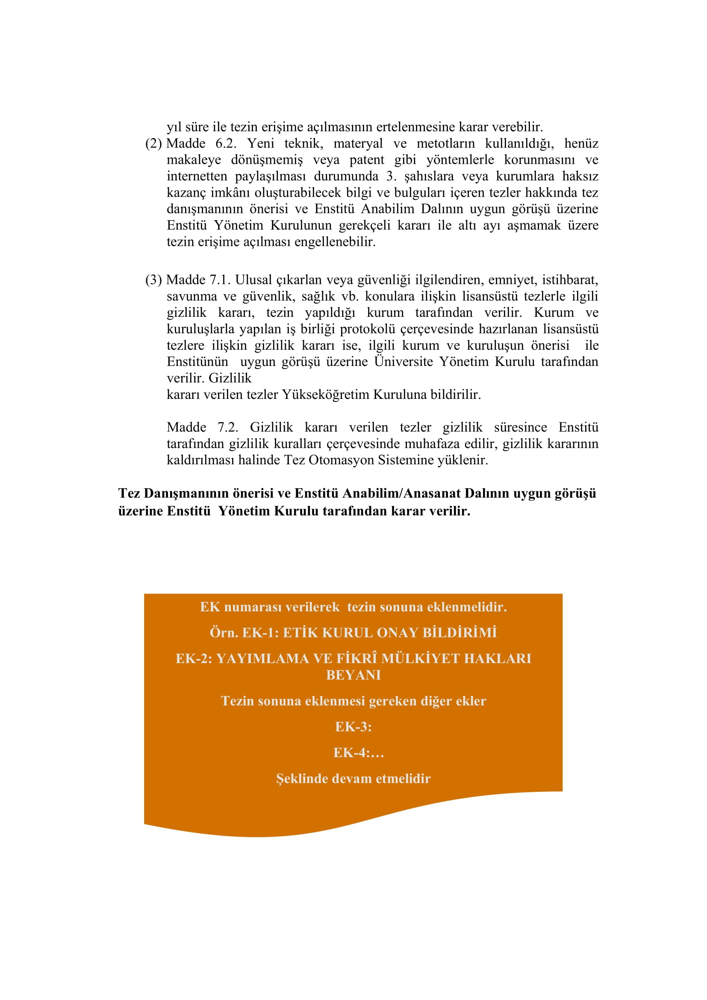 yıl süre ile tezin erişime açılmasının ertelenmesine karar verebilir.
(2) Madde 6.2. Yeni teknik, materyal ve metotların kullanıldığı, henüz
makaleye dönüşmemiş veya patent gibi yöntemlerle korunmasını ve
internetten paylaşılması durumunda 3. şahıslara veya kurumlara haksız
kazanç imkânı oluşturabilecek bilgi ve bulguları içeren tezler hakkında tez
danışmanının önerisi ve Enstitü Anabilim Dalının uygun görüşü üzerine
Enstitü Yönetim Kurulunun gerekçeli kararı ile altı ayı aşmamak üzere
tezin erişime açılması engellenebilir.
(3) Madde 7.1. Ulusal çıkarlan veya güvenliği ilgilendiren, emniyet, istihbarat,
savunma ve güvenlik, sağlık vb. konulara ilişkin lisansüstü tezlerle ilgili
gizlilik kararı, tezin yapıldığı kurum tarafından verilir. Kurum ve
kuruluşlarla yapılan iş birliği protokolü çerçevesinde hazırlanan lisansüstü
tezlere ilişkin gizlilik kararı ise, ilgili kurum ve kuruluşun önerisi ile
Enstitünün uygun görüşü üzerine Üniversite Yönetim Kurulu tarafından
verilir. Gizlilik
kararı verilen tezler Yükseköğretim Kuruluna bildirilir.
Madde 7.2. Gizlilik kararı verilen tezler gizlilik süresince Enstitü
tarafından gizlilik kuralları çerçevesinde muhafaza edilir, gizlilik kararının
kaldırılması halinde Tez Otomasyon Sistemine yüklenir.
Tez Danışmanının önerisi ve Enstitü Anabilim/Anasanat Dalının uygun görüşü
üzerine Enstitü Yönetim Kurulu tarafından karar verilir.
EK numarası verilerek tezin sonuna eklenmelidir.
Örn. EK-1: ETİK KURUL ONAY BİLDİRİMİ
EK-2: YAYIMLAMA VE FİKRÎ MÜLKİYET HAKLARI
BEYANI
Tezin sonuna eklenmesi gereken diğer ekler
EK-3:
EK-4:…
Şeklinde devam etmelidir